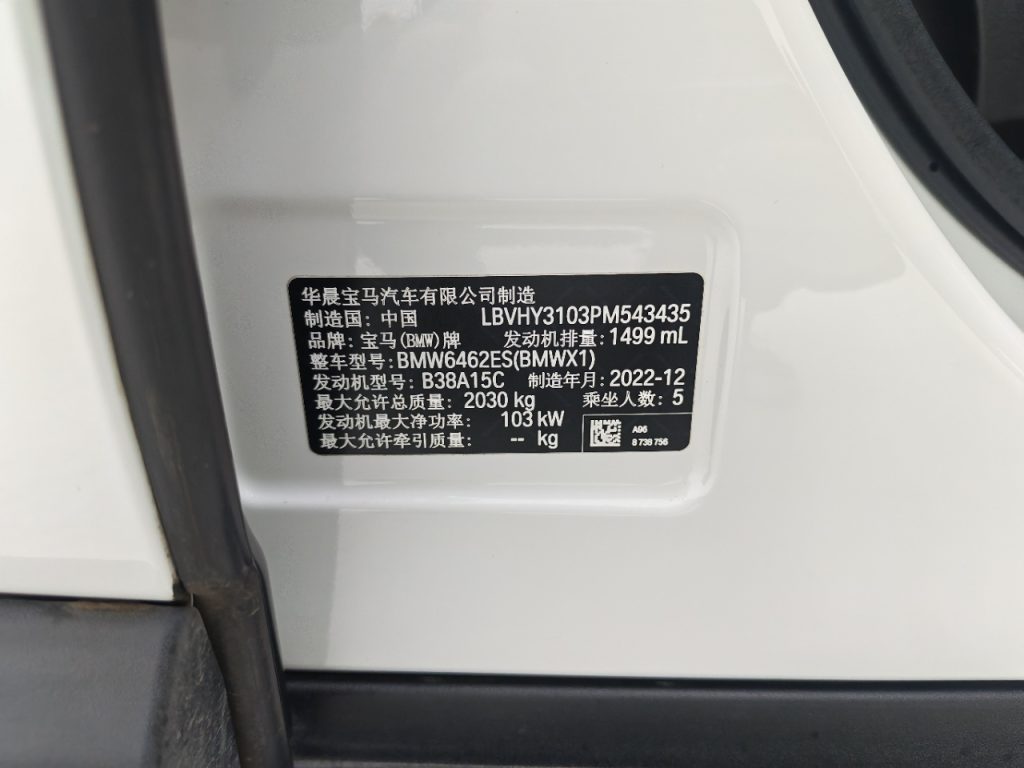 华晨宝马汽车有限公司制造
制造国：中国 LBVHY3103PM543435
品牌：宝马(BMW)牌 发动机排量：1499 mL
整车型号：BMW6462ES(BMWX1)
发动机型号：B38A15C 制造年月：2022-12
最大允许总质量：2030 kg 乘坐人数：5
发动机最大净功率：103 kW
最大允许牵引质量：-- kg
A96
8 738 756